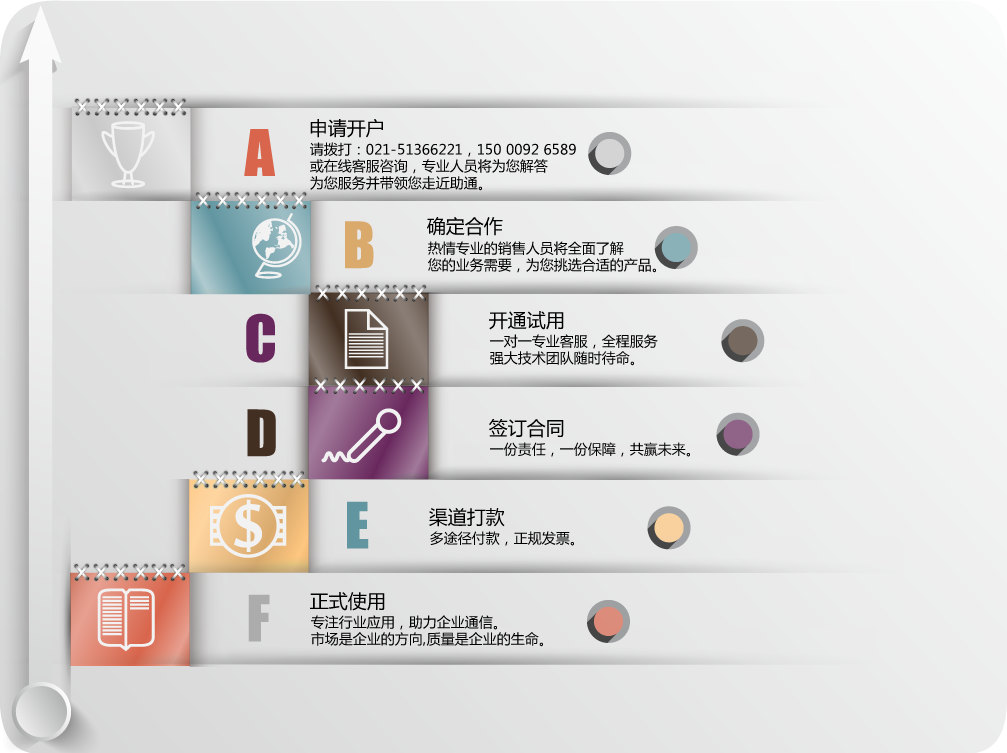 A
申请开户
请拨打：021-51366221，150 0092 6589
或在线客服咨询，专业人员将为您解答
为您服务并带领您走近助通。
B
确定合作
热情专业的销售人员将全面了解
您的业务需要，为您挑选合适的产品。
C
开通试用
一对一专业客服，全程服务
强大技术团队随时待命。
D
签订合同
一份责任，一份保障，共赢未来。
$
E
渠道打款
多途径付款，正规发票。
F
正式使用
专注行业应用，助力企业通信。
市场是企业的方向,质量是企业的生命。